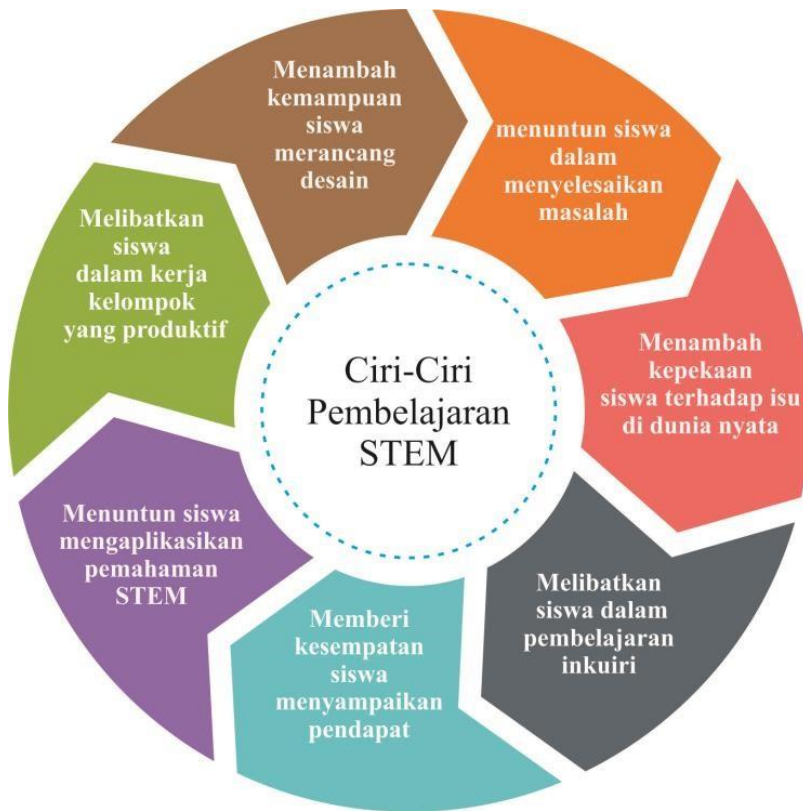 Ciri-Ciri
Pembelajaran
STEM
Menambah
kemampuan
siswa
merancang
desain
menuntun siswa
dalam
menyelesaikan
masalah
Menambah
kepekaan
siswa terhadap isu
di dunia nyata
Melibatkan
siswa dalam
pembelajaran
inkuiri
Memberi
kesempatan
siswa
menyampaikan
pendapat
Menuntun siswa
mengaplikasikan
pemahaman
STEM
Melibatkan
siswa
dalam kerja
kelompok
yang produktif